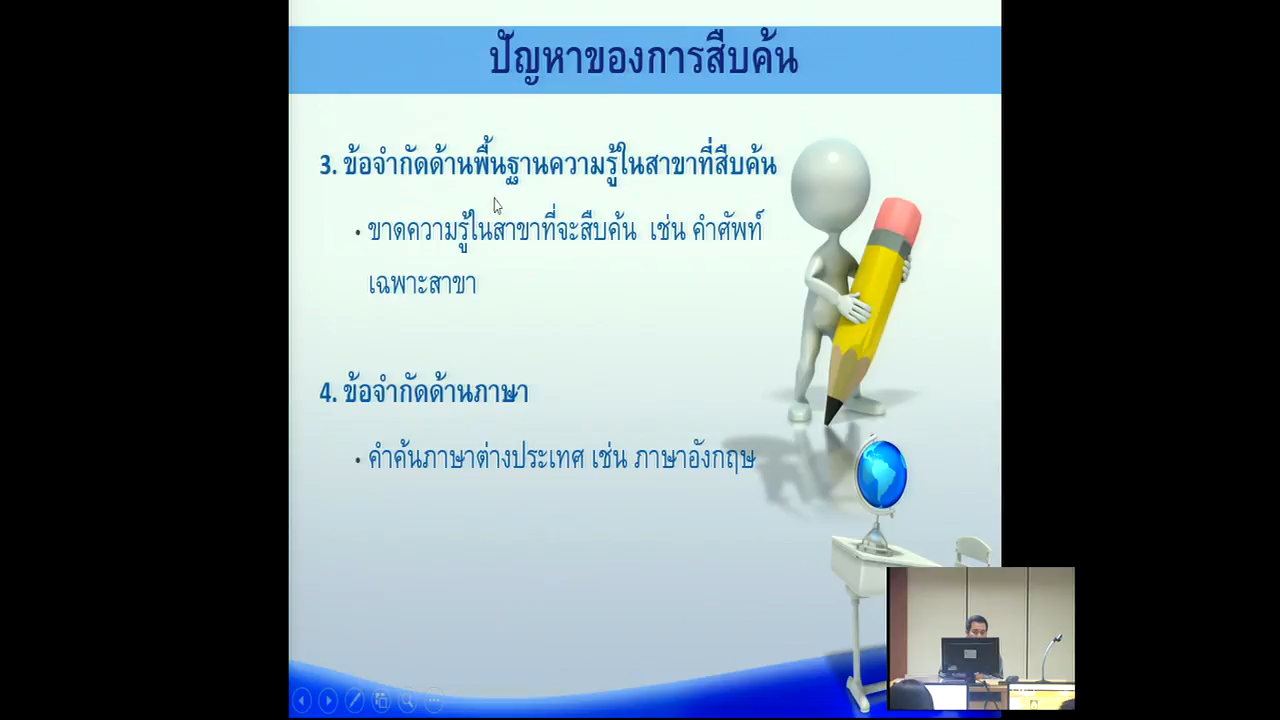 ปัญหาของการสืบค้น
3. ข้อจำกัดด้านพื้นฐานความรู้ในสาขาที่สืบค้น
• ขาดความรู้ในสาขาที่จะสืบค้น เช่น คำศัพท์
เฉพาะสาขา
4. ข้อจำกัดด้านภาษา
• คำค้นภาษาต่างประเทศ เช่น ภาษาอังกฤษ